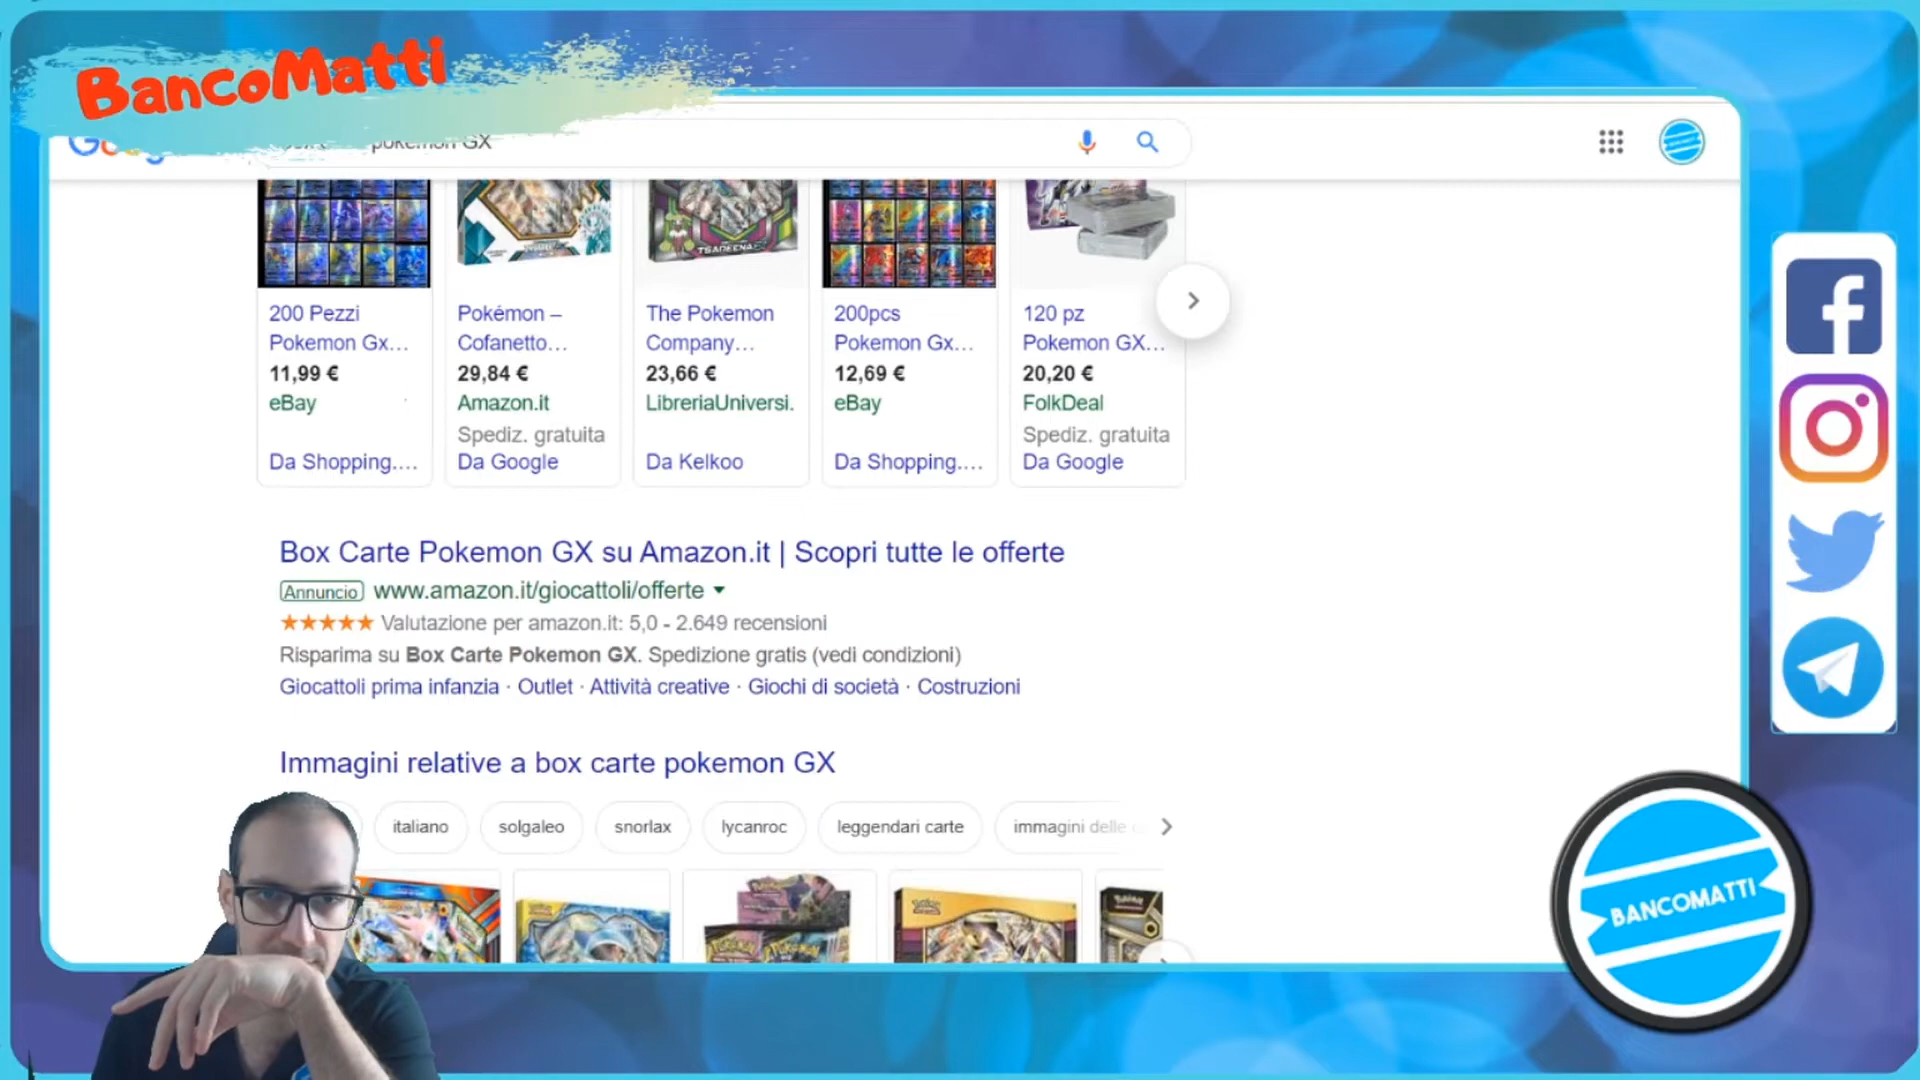 BancoMatti
pokemon GX
TSAREENA
200 Pezzi
Pokemon Gx...
11,99 €
eBay
Da Shopping....
Pokémon –
Cofanetto...
29,84 €
Amazon.it
Spediz. gratuita
Da Google
The Pokemon
Company...
23,66 €
LibreriaUniversi.
Da Kelkoo
200pcs
Pokemon Gx...
12,69 €
eBay
Da Shopping....
120 pz
Pokemon GX...
20,20 €
FolkDeal
Spediz. gratuita
Da Google
Box Carte Pokemon GX su Amazon.it | Scopri tutte le offerte
Annuncio www.amazon.it/giocattoli/offerte
Valutazione per amazon.it: 5,0 - 2.649 recensioni
Risparima su Box Carte Pokemon GX. Spedizione gratis (vedi condizioni)
Giocattoli prima infanzia · Outlet · Attività creative · Giochi di società · Costruzioni
Immagini relative a box carte pokemon GX
italiano
solgaleo
snorlax
lycanroc
leggendari carte
immagini delle
BANCOMATTI